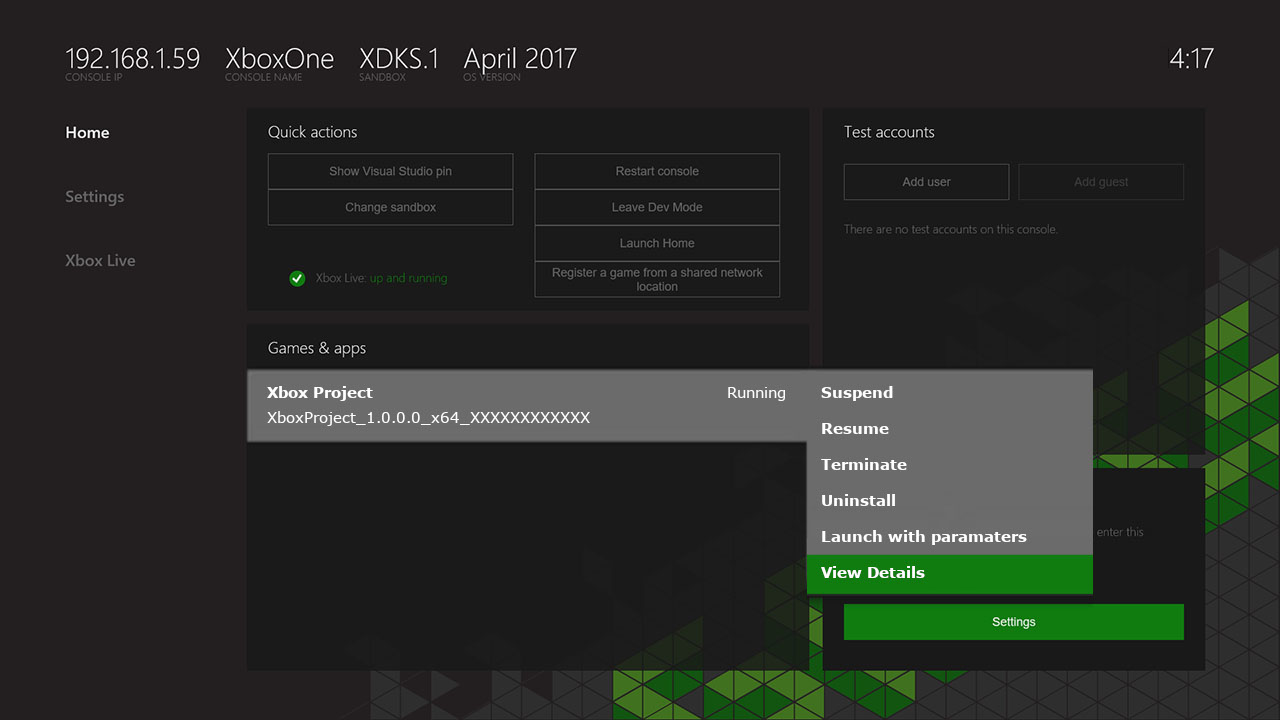 192.168.1.59 XboxOne XDKS.1 April 2017 4:17
CONSOLE IP CONSOLE NAME SANDBOX OS VERSION
Home
Settings
Xbox Live
Quick actions
Show Visual Studio pin
Change sandbox
Xbox Live: up and running
Restart console
Leave Dev Mode
Launch Home
Register a game from a shared network
location
Test accounts
Add user Add guest
There are no test accounts on this console.
Games & apps
Xbox Project Running
XboxProject_1.0.0.0_x64_XXXXXXXXXXXX
Suspend
Resume
Terminate
Uninstall
Launch with paramaters
View Details
enter this
Settings